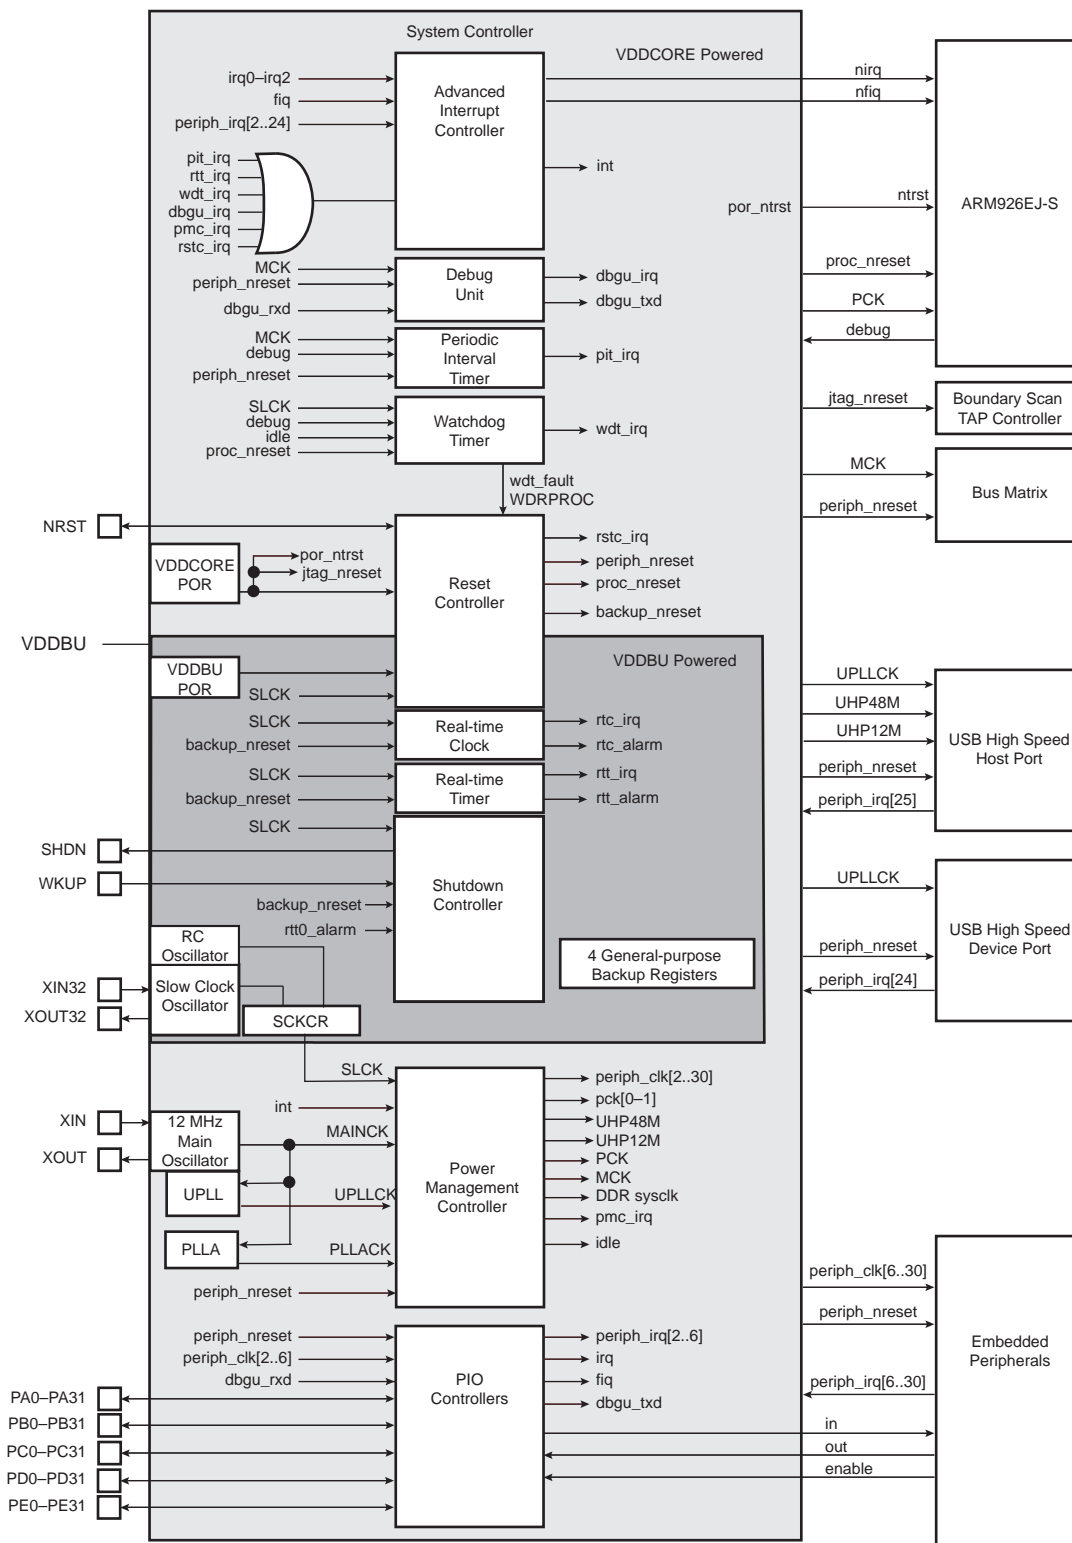 System Controller
VDDCORE Powered
irq0–irq2
fiq
periph_irq[2..24]
Advanced
Interrupt
Controller
nirq
nfiq
int
pit_irq
rtt_irq
wdt_irq
dbgu_irq
pmc_irq
rstc_irq
por_ntrst
ntrst
ARM926EJ-S
MCK
periph_nreset
dbgu_rxd
Debug
Unit
dbgu_irq
dbgu_txd
proc_nreset
PCK
debug
MCK
debug
periph_nreset
Periodic
Interval
Timer
pit_irq
SLCK
debug
idle
proc_nreset
Watchdog
Timer
wdt_irq
jtag_nreset
Boundary Scan
TAP Controller
wdt_fault
WDRPROC
MCK
periph_nreset
Bus Matrix
NRST
VDDCORE
POR
por_ntrst
jtag_nreset
Reset
Controller
rstc_irq
periph_nreset
proc_nreset
backup_nreset
VDDBU
VDDBU Powered
VDDBU
POR
SLCK
SLCK
backup_nreset
Real-time
Clock
rtc_irq
rtc_alarm
SLCK
backup_nreset
Real-time
Timer
rtt_irq
rtt_alarm
UPLLCK
UHP48M
UHP12M
periph_nreset
periph_irq[25]
USB High Speed
Host Port
SLCK
SHDN
WKUP
backup_nreset
rtt0_alarm
Shutdown
Controller
RC
Oscillator
Slow Clock
Oscillator
XIN32
XOUT32
SCKCR
4 General-purpose
Backup Registers
UPLLCK
periph_nreset
periph_irq[24]
USB High Speed
Device Port
SLCK
int
XIN
XOUT
12 MHz
Main
Oscillator
MAINCK
UPLL
UPLLCK
PLLA
PLLACK
periph_nreset
Power
Management
Controller
periph_clk[2..30]
pck[0–1]
UHP48M
UHP12M
PCK
MCK
DDR sysclk
pmc_irq
idle
periph_nreset
periph_clk[2..6]
dbgu_rxd
PIO
Controllers
periph_irq[2..6]
irq
fiq
dbgu_txd
PA0–PA31
PB0–PB31
PC0–PC31
PD0–PD31
PE0–PE31
periph_clk[6..30]
periph_nreset
periph_irq[6..30]
in
out
enable
Embedded
Peripherals